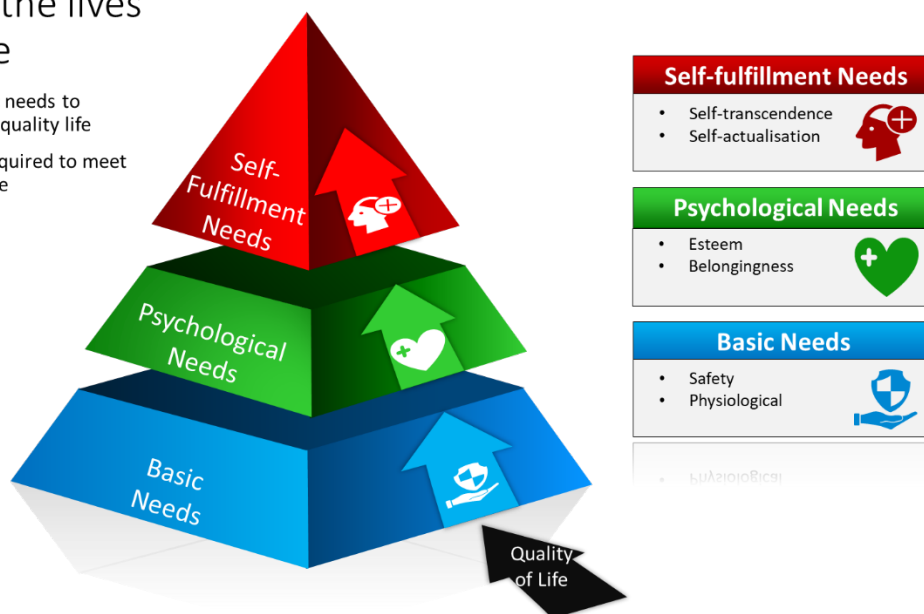 the lives
e
needs to
quality life
quired to meet
e
Self-
Fulfillment
Needs
Psychological
Needs
Basic
Needs
Quality
of Life
Self-fulfillment Needs
• Self-transcendence
• Self-actualisation
Psychological Needs
• Esteem
• Belongingness
Basic Needs
• Safety
• Physiological
• Physiological